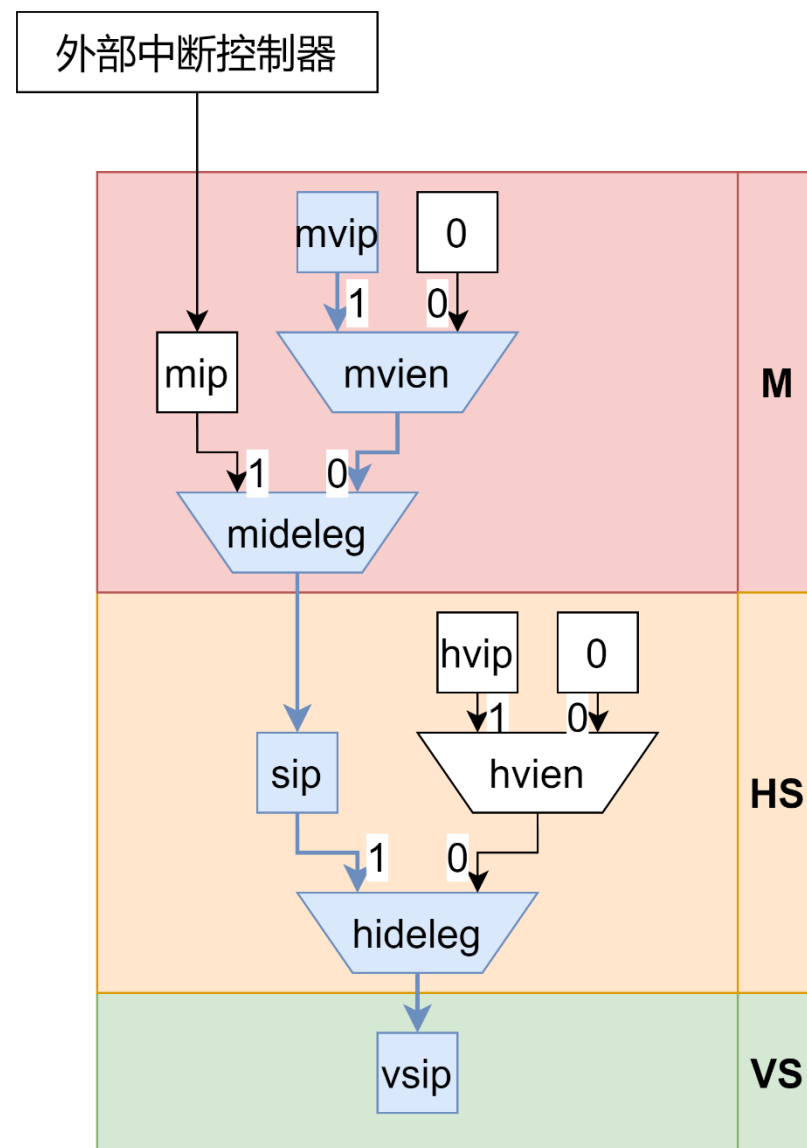 外部中断控制器
mvip
0
1
0
mip
mvien
M
1
0
mideleg
hvip
0
1
0
sip
hvien
HS
1
0
hideleg
vsip
VS